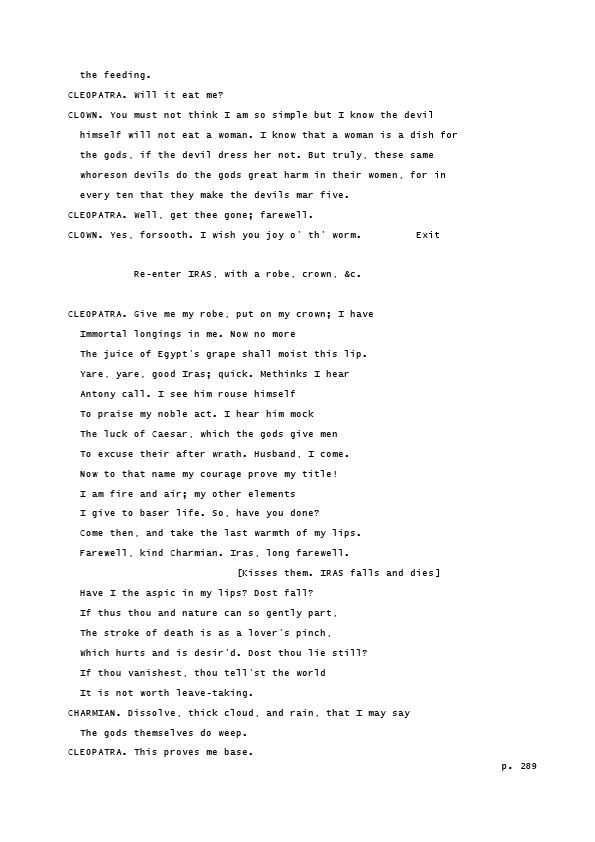 the feeding.
CLEOPATRA. Will it eat me?
CLOWN. You must not think I am so simple but I know the devil
himself will not eat a woman. I know that a woman is a dish for
the gods, if the devil dress her not. But truly, these same
whoreson devils do the gods great harm in their women, for in
every ten that they make the devils mar five.
CLEOPATRA. Well, get thee gone; farewell.
CLOWN. Yes, forsooth. I wish you joy o' th' worm. Exit
Re-enter IRAS, with a robe, crown, &c.
CLEOPATRA. Give me my robe, put on my crown; I have
Immortal longings in me. Now no more
The juice of Egypt's grape shall moist this lip.
Yare, yare, good Iras; quick. Methinks I hear
Antony call. I see him rouse himself
To praise my noble act. I hear him mock
The luck of Caesar, which the gods give men
To excuse their after wrath. Husband, I come.
Now to that name my courage prove my title!
I am fire and air; my other elements
I give to baser life. So, have you done?
Come then, and take the last warmth of my lips.
Farewell, kind Charmian. Iras, long farewell.
[Kisses them. IRAS falls and dies]
Have I the aspic in my lips? Dost fall?
If thus thou and nature can so gently part,
The stroke of death is as a lover's pinch,
Which hurts and is desir'd. Dost thou lie still?
If thou vanishest, thou tell'st the world
It is not worth leave-taking.
CHARMIAN. Dissolve, thick cloud, and rain, that I may say
The gods themselves do weep.
CLEOPATRA. This proves me base.
p. 289